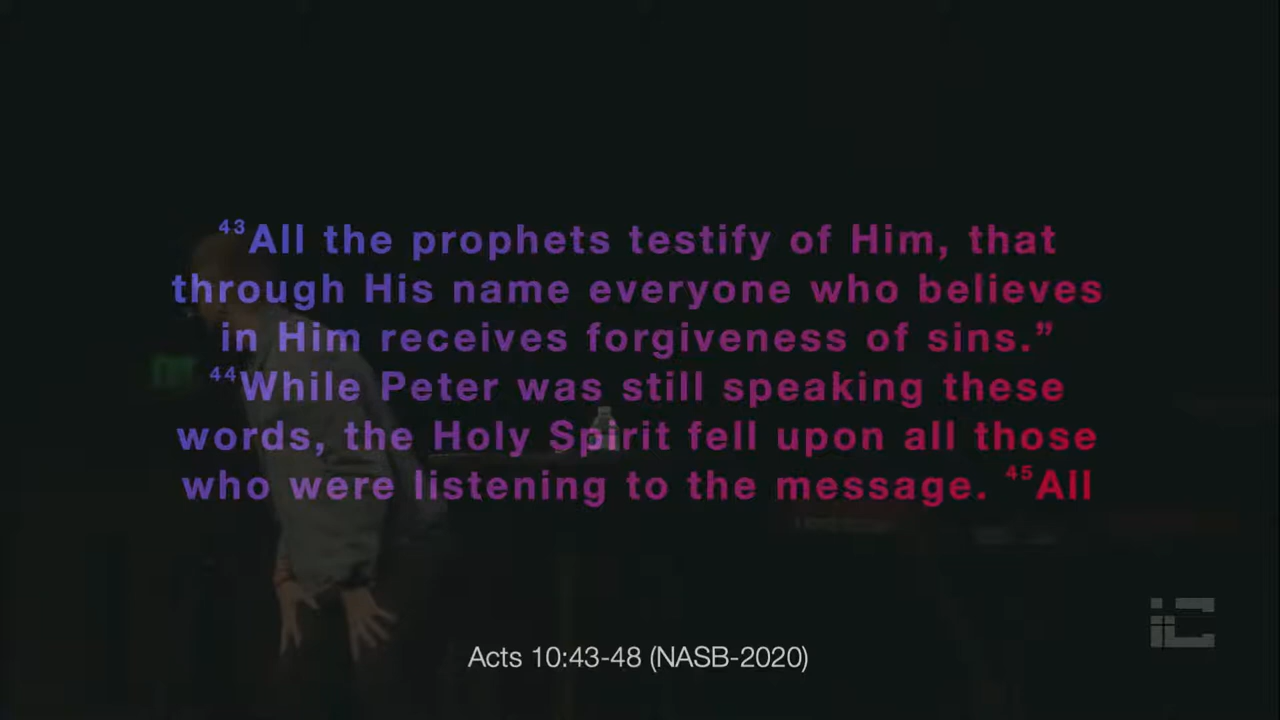 ⁴³All the prophets testify of Him, that
through His name everyone who believes
in Him receives forgiveness of sins.”
⁴⁴While Peter was still speaking these
words, the Holy Spirit fell upon all those
who were listening to the message. ⁴⁵All
Acts 10:43-48 (NASB-2020)